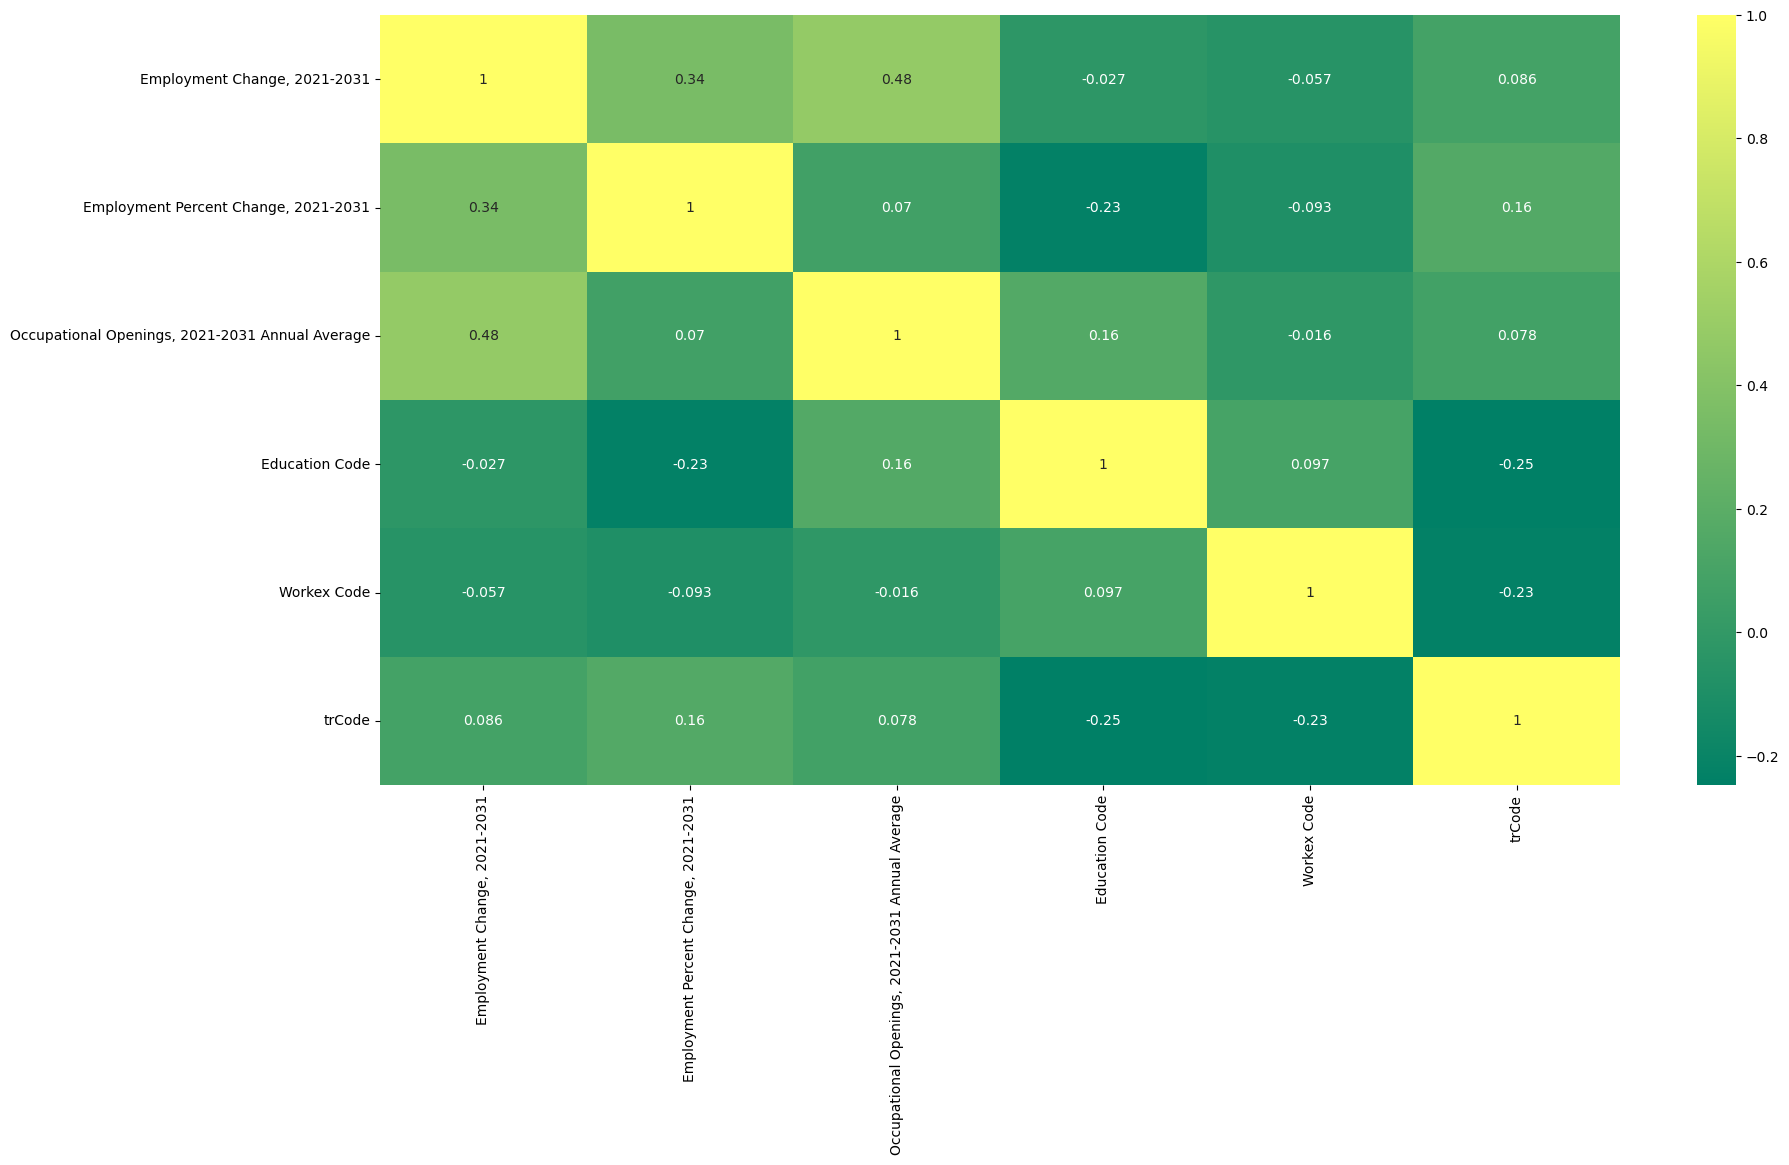 Employment Change, 2021-2031 1 0.34 0.48 -0.027 -0.057 0.086
Employment Percent Change, 2021-2031 0.34 1 0.07 -0.23 -0.093 0.16
Occupational Openings, 2021-2031 Annual Average 0.48 0.07 1 0.16 -0.016 0.078
Education Code -0.027 -0.23 0.16 1 0.097 -0.25
Workex Code -0.057 -0.093 -0.016 0.097 1 -0.23
trCode 0.086 0.16 0.078 -0.25 -0.23 1
Employment Change, 2021-2031
Employment Percent Change, 2021-2031
Occupational Openings, 2021-2031 Annual Average
Education Code
Workex Code
trCode
1.0
0.8
0.6
0.4
0.2
0.0
−0.2